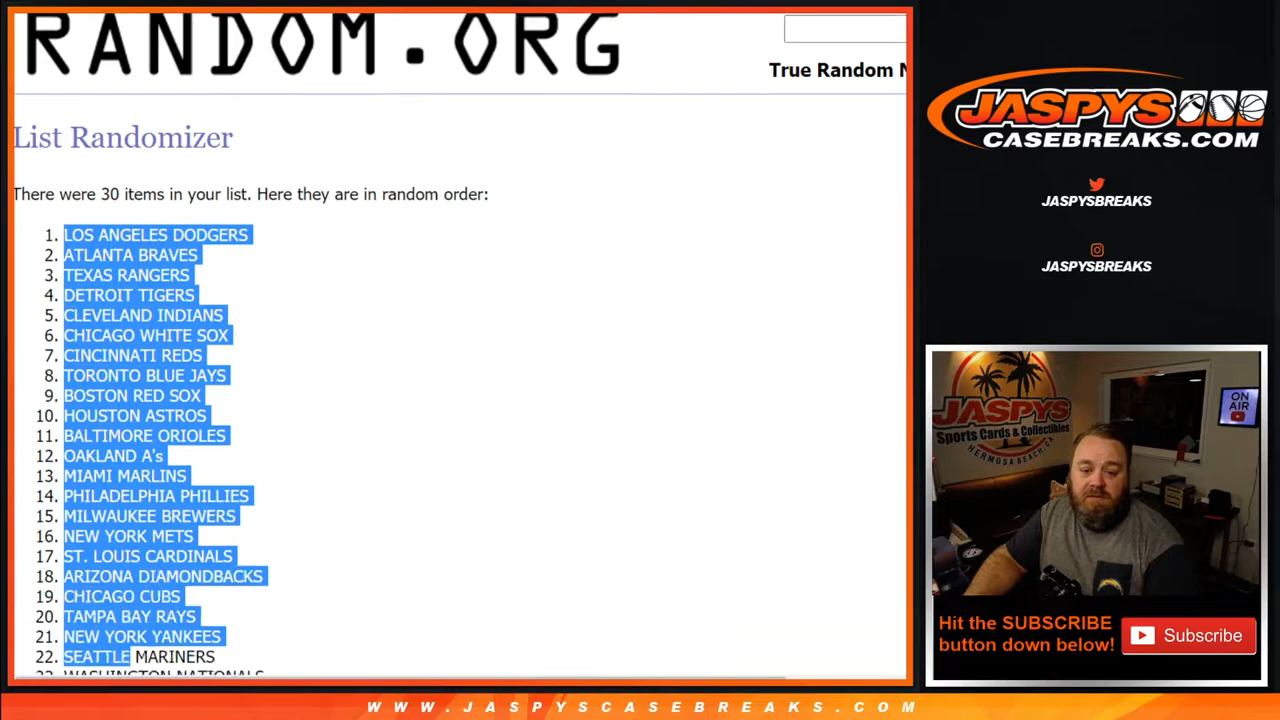 RANDOM.ORG
True Random N
List Randomizer
There were 30 items in your list. Here they are in random order:
1. LOS ANGELES DODGERS
2. ATLANTA BRAVES
3. TEXAS RANGERS
4. DETROIT TIGERS
5. CLEVELAND INDIANS
6. CHICAGO WHITE SOX
7. CINCINNATI REDS
8. TORONTO BLUE JAYS
9. BOSTON RED SOX
10. HOUSTON ASTROS
11. BALTIMORE ORIOLES
12. OAKLAND A's
13. MIAMI MARLINS
14. PHILADELPHIA PHILLIES
15. MILWAUKEE BREWERS
16. NEW YORK METS
17. ST. LOUIS CARDINALS
18. ARIZONA DIAMONDBACKS
19. CHICAGO CUBS
20. TAMPA BAY RAYS
21. NEW YORK YANKEES
22. SEATTLE MARINERS
23. WASHINGTON NATIONALS
JASPYS
CASEBREAKS.COM
JASPYSBREAKS
JASPYSBREAKS
JASPYS
Sports Cards & Collectibles
HERMOSA BEACH, CA
ON
AIR
Hit the SUBSCRIBE
button down below!
Subscribe
WWW.JASPYSCASEBREAKS.COM